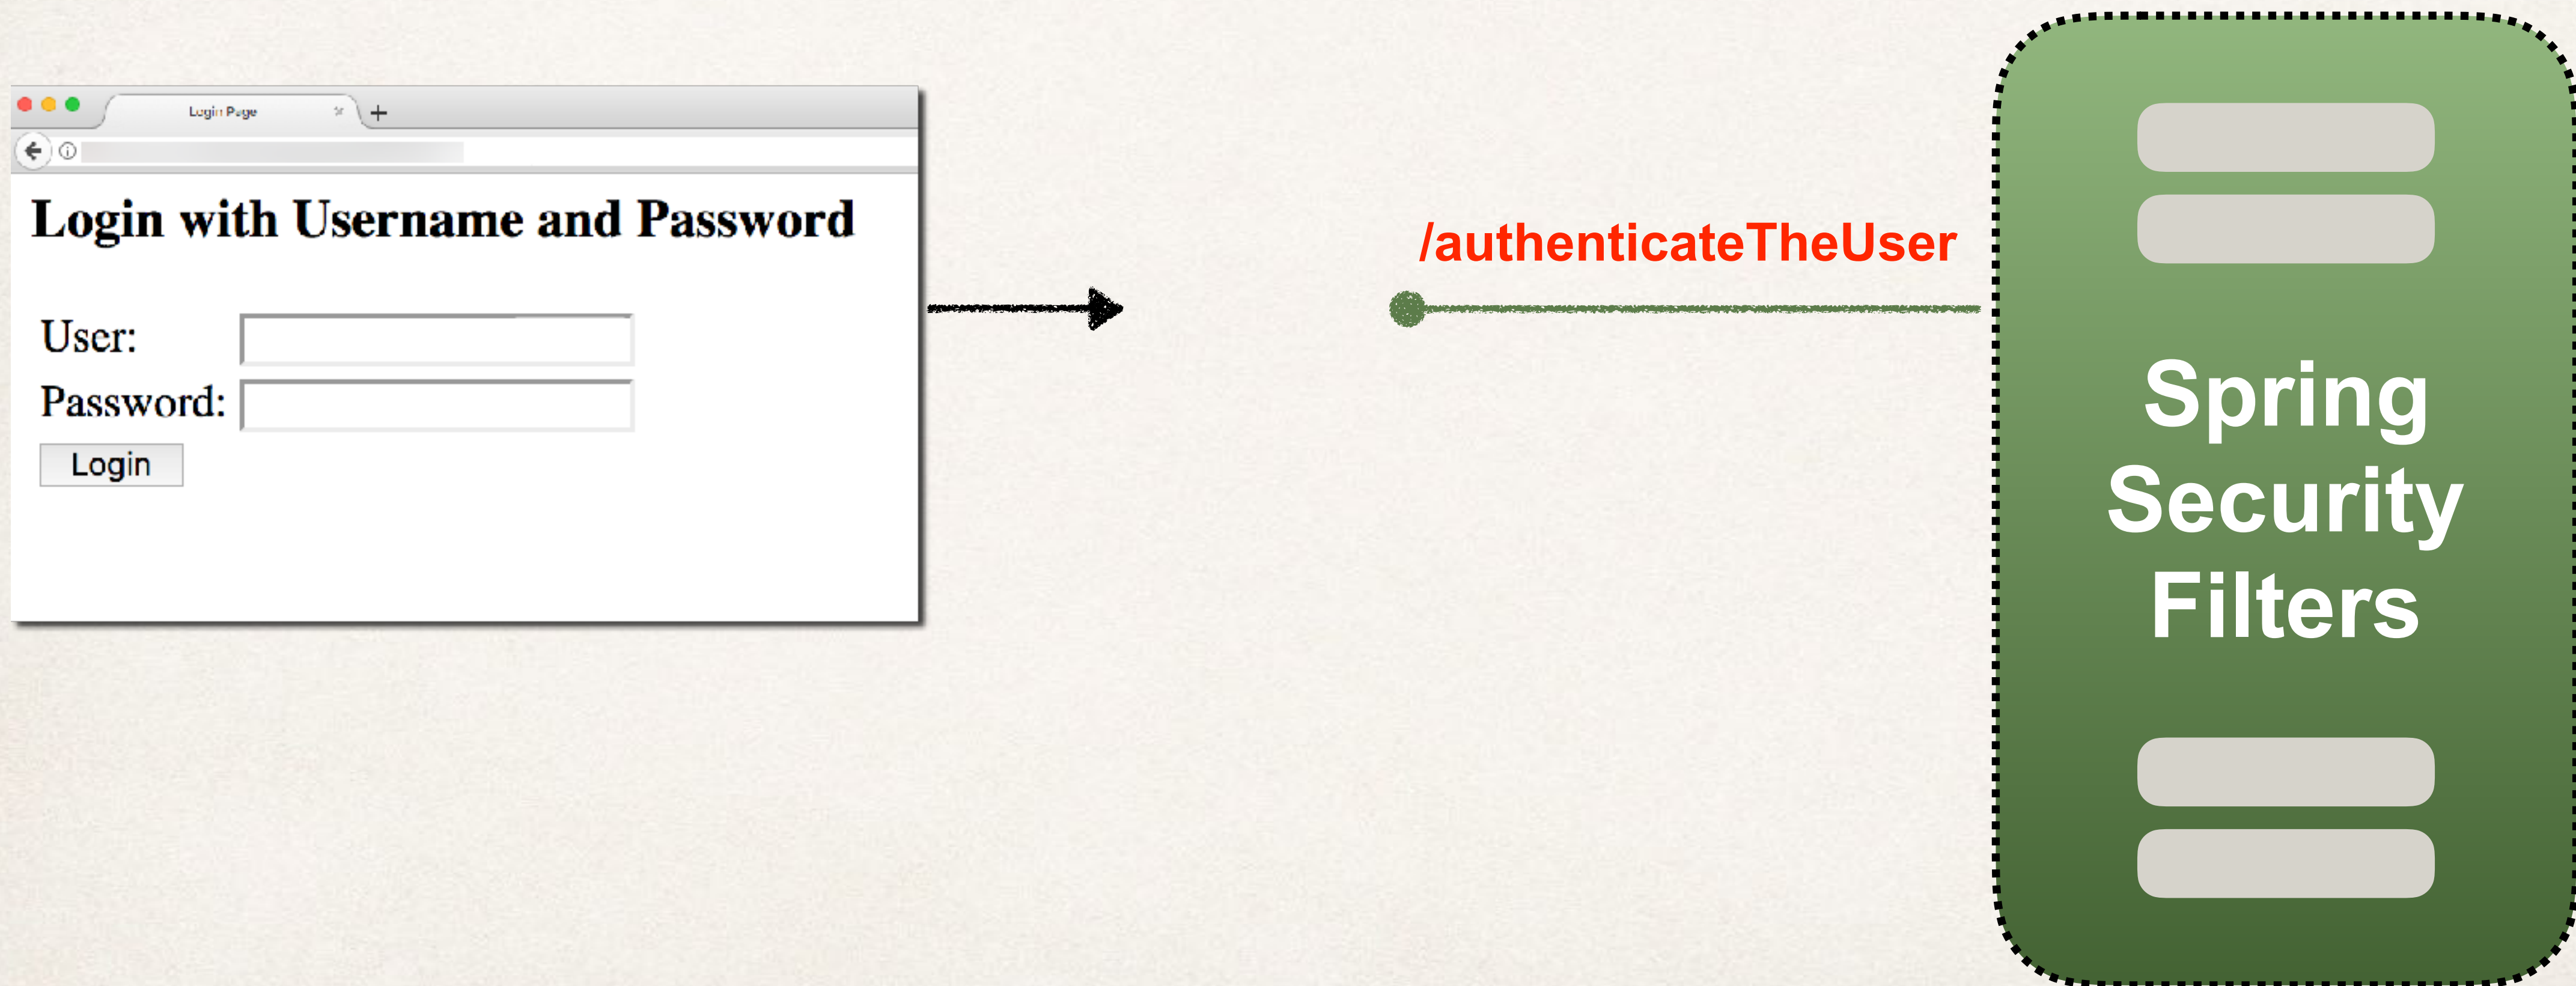 Login Page
Login with Username and Password
User:
Password:
Login
/authenticateTheUser
Spring
Security
Filters